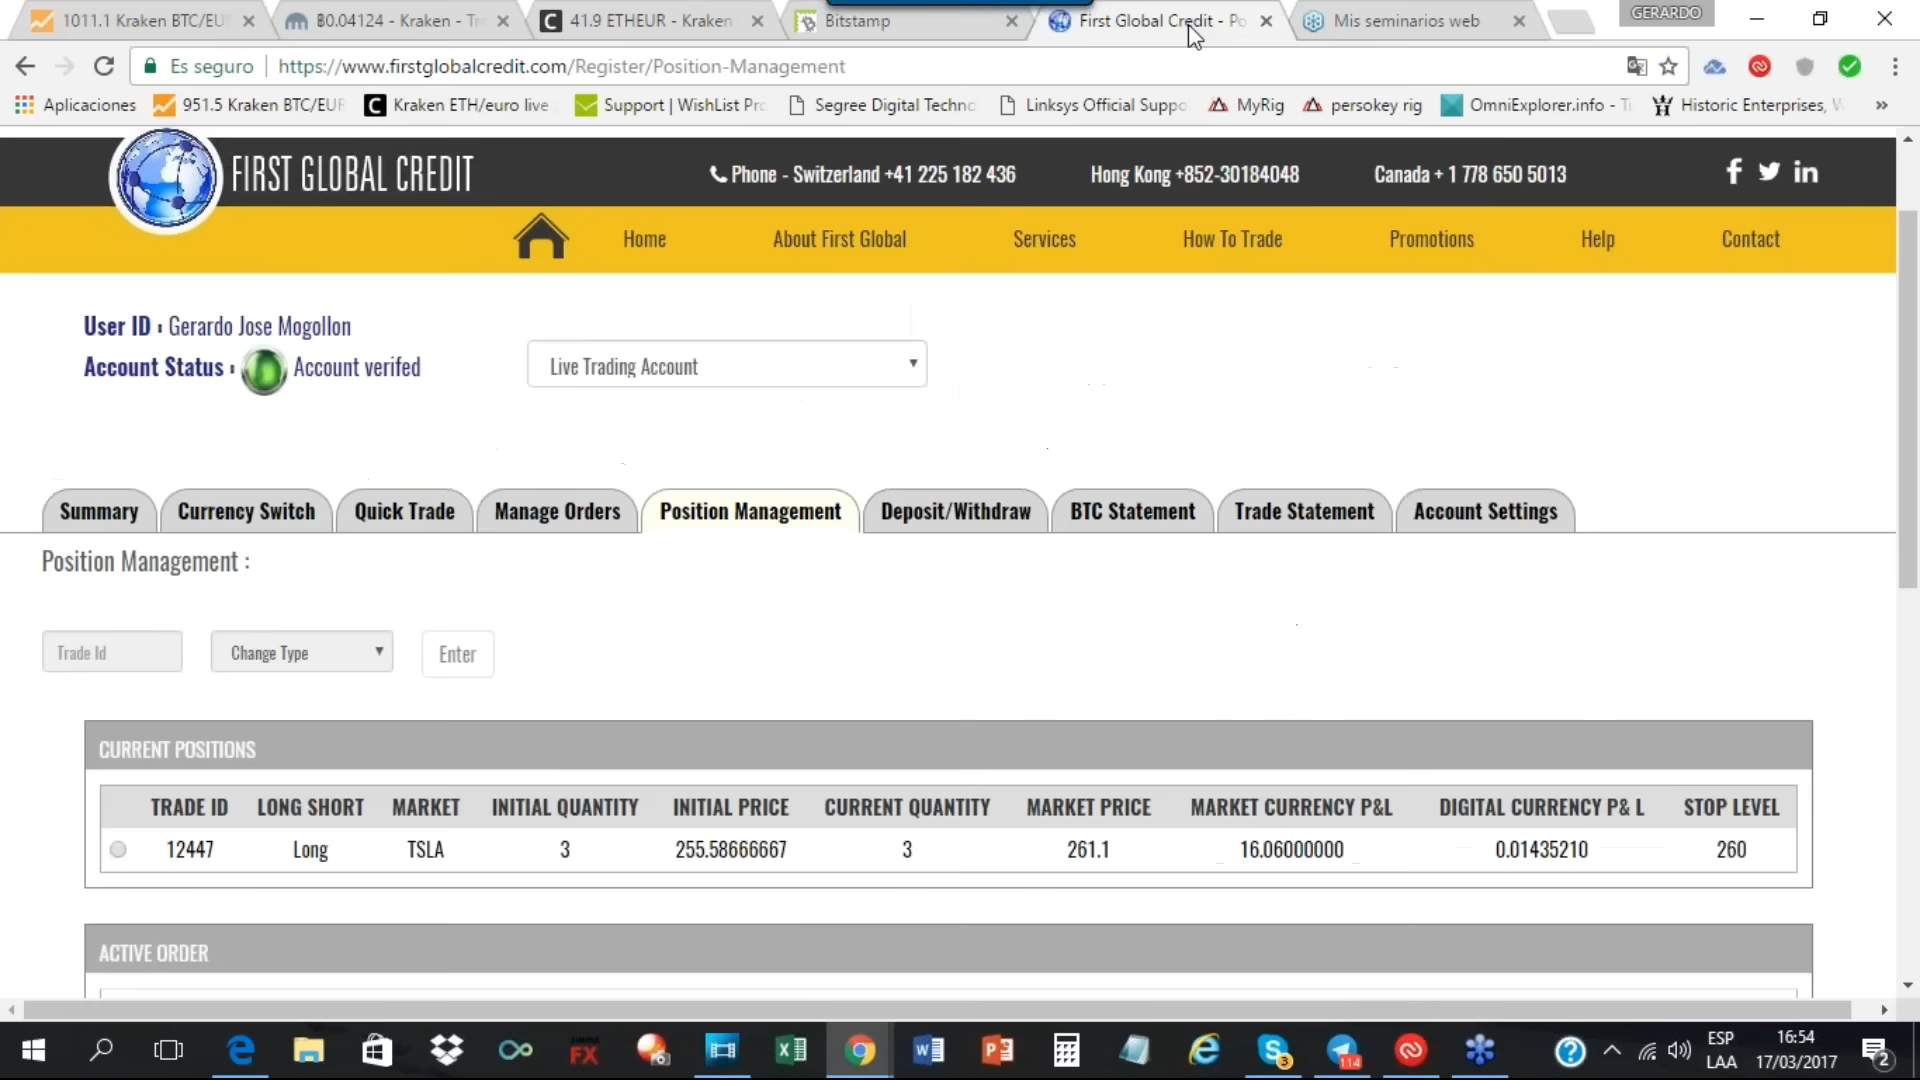 1011.1 Kraken BTC/EU
฿0.04124 - Kraken - Tr
41.9 ETHEUR - Kraken
Bitstamp
First Global Credit - Po
Mis seminarios web
GERARDO
Es seguro | https://www.firstglobalcredit.com/Register/Position-Management
Aplicaciones
951.5 Kraken BTC/EUR
Kraken ETH/euro live
Support | WishList Pro
Segree Digital Techno
Linksys Official Suppo
MyRig
persokey rig
OmniExplorer.info - T
Historic Enterprises, W
»
FIRST GLOBAL CREDIT
Phone - Switzerland +41 225 182 436
Hong Kong +852-30184048
Canada + 1 778 650 5013
Home
About First Global
Services
How To Trade
Promotions
Help
Contact
User ID : Gerardo Jose Mogollon
Account Status : Account verifed
Live Trading Account
Summary
Currency Switch
Quick Trade
Manage Orders
Position Management
Deposit/Withdraw
BTC Statement
Trade Statement
Account Settings
Position Management :
Trade Id
Change Type
Enter
CURRENT POSITIONS
TRADE ID LONG SHORT MARKET INITIAL QUANTITY INITIAL PRICE CURRENT QUANTITY MARKET PRICE MARKET CURRENCY P&L DIGITAL CURRENCY P& L STOP LEVEL
12447 Long TSLA 3 255.58666667 3 261.1 16.06000000 0.01435210 260
ACTIVE ORDER
FX
3
114
ESP
LAA
16:54
17/03/2017
2